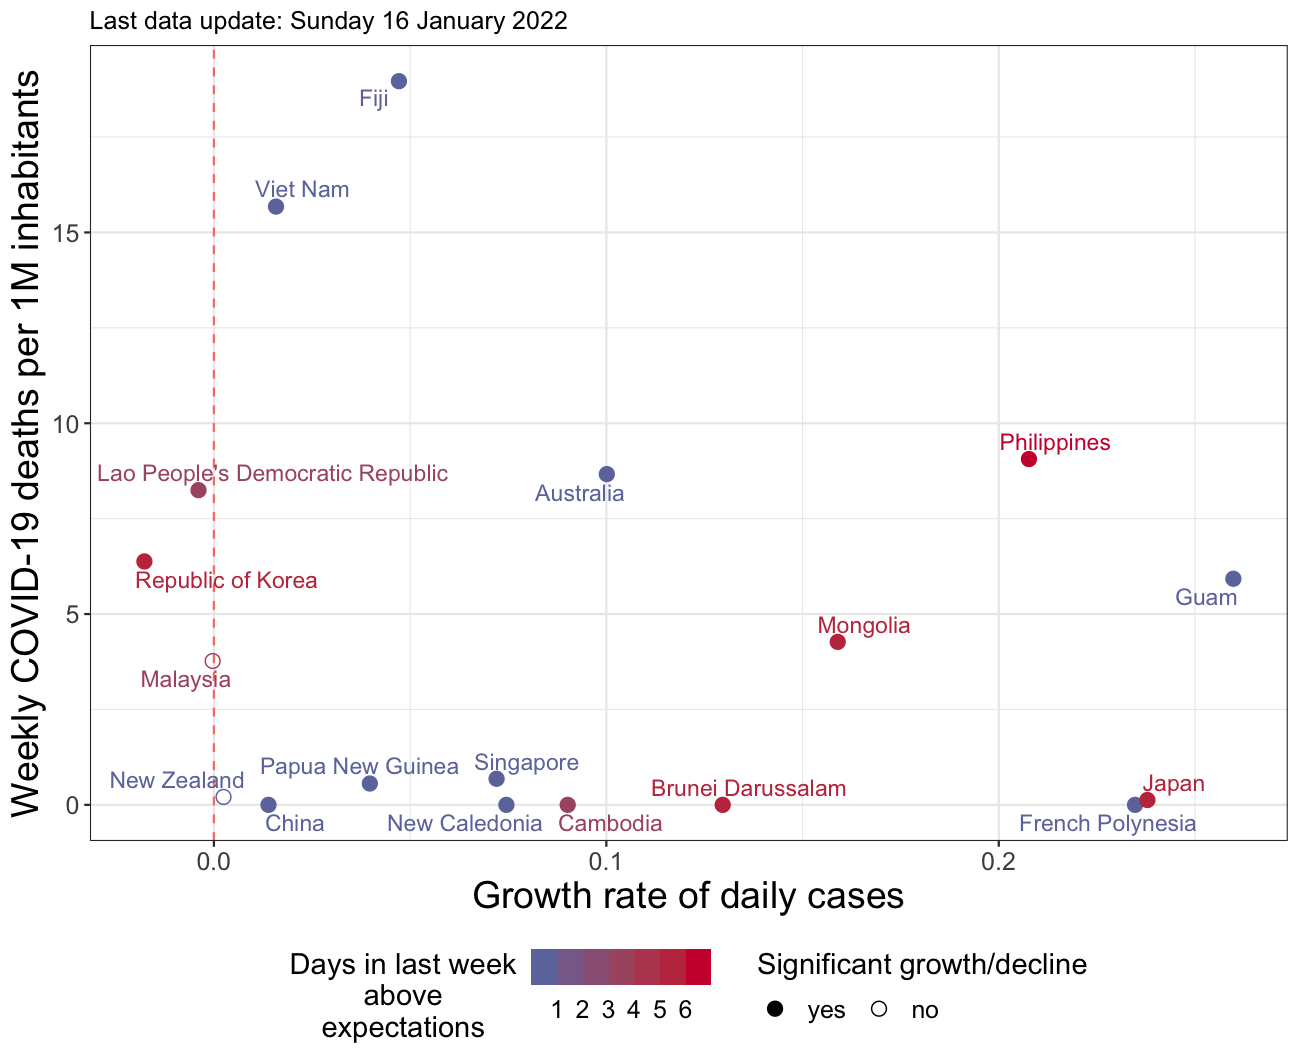 Last data update: Sunday 16 January 2022
Weekly COVID-19 deaths per 1M inhabitants
15
10
5
0
Fiji
Viet Nam
Philippines
Lao People's Democratic Republic
Australia
Republic of Korea
Guam
Mongolia
Malaysia
Papua New Guinea
Singapore
New Zealand
Brunei Darussalam
Japan
China
New Caledonia
Cambodia
French Polynesia
0.0
0.1
0.2
Growth rate of daily cases
Days in last week
above
expectations
1 2 3 4 5 6
Significant growth/decline
yes
no